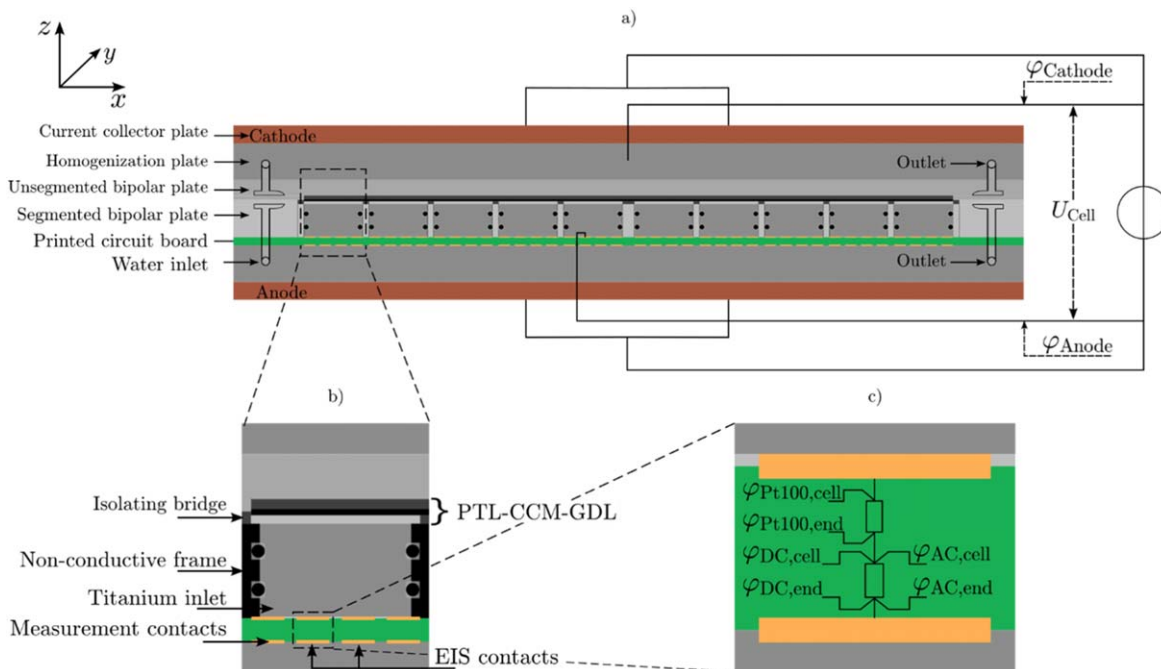 a)
z
y
x
φCathode
Current collector plate
Cathode
Homogenization plate
Outlet
Unsegmented bipolar plate
Segmented bipolar plate
UCell
Printed circuit board
Water inlet
Outlet
Anode
φAnode
b)
c)
Isolating bridge
PTL-CCM-GDL
Non-conductive frame
Titanium inlet
Measurement contacts
EIS contacts
φPt100,cell
φPt100,end
φDC,cell
φAC,cell
φDC,end
φAC,end